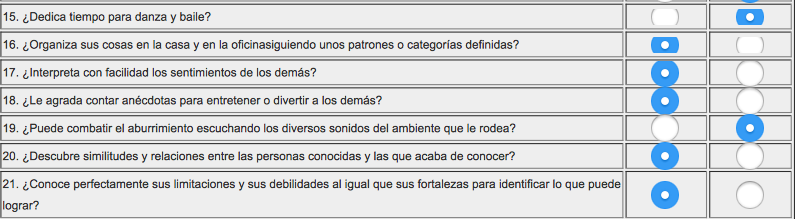 15. ¿Dedica tiempo para danza y baile?
16. ¿Organiza sus cosas en la casa y en la oficinasiguiendo unos patrones o categorías definidas?
17. ¿Interpreta con facilidad los sentimientos de los demás?
18. ¿Le agrada contar anécdotas para entretener o divertir a los demás?
19. ¿Puede combatir el aburrimiento escuchando los diversos sonidos del ambiente que le rodea?
20. ¿Descubre similitudes y relaciones entre las personas conocidas y las que acaba de conocer?
21. ¿Conoce perfectamente sus limitaciones y sus debilidades al igual que sus fortalezas para identificar lo que puede
lograr?